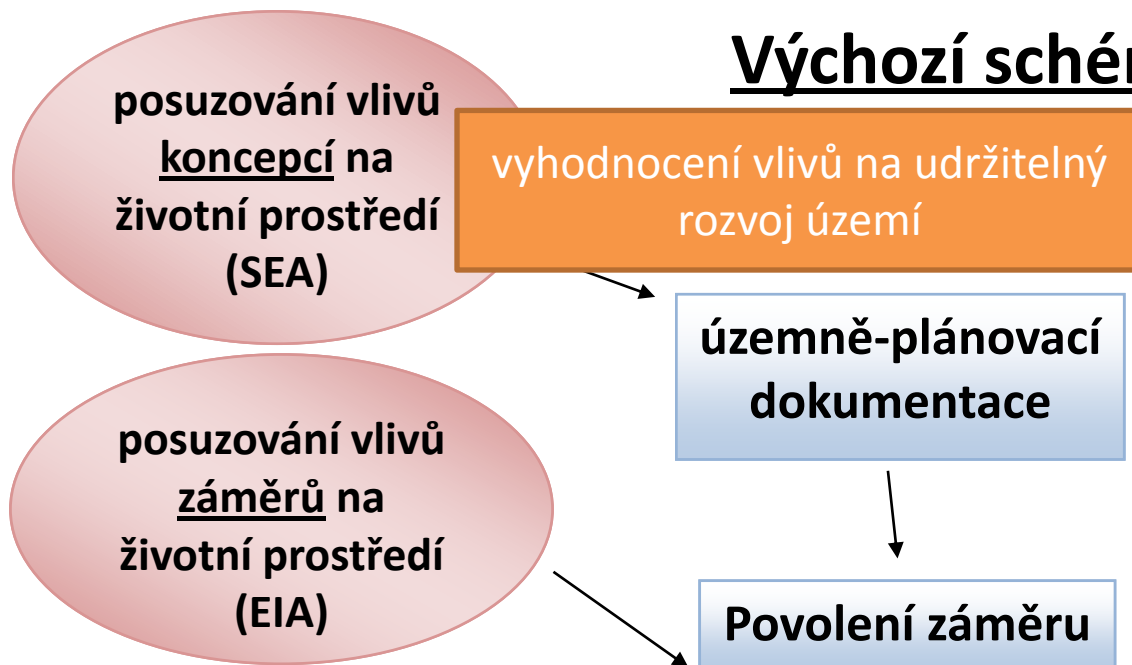 Výchozí schér
posuzování vlivů
koncepcí na
životní prostředí
(SEA)
vyhodnocení vlivů na udržitelný
rozvoj území
územně-plánovací
dokumentace
posuzování vlivů
záměrů na
životní prostředí
(EIA)
Povolení záměru